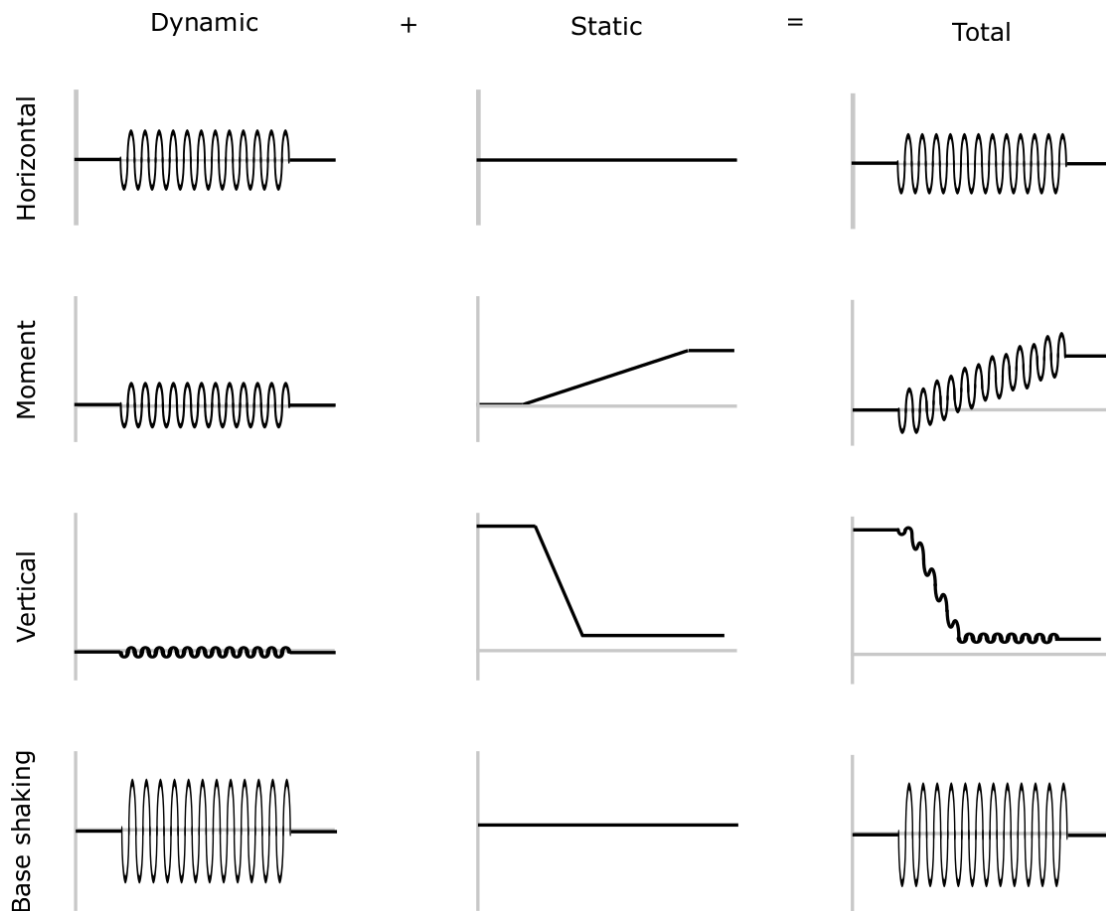 Dynamic + Static = Total
Horizontal
Moment
Vertical
Base shaking